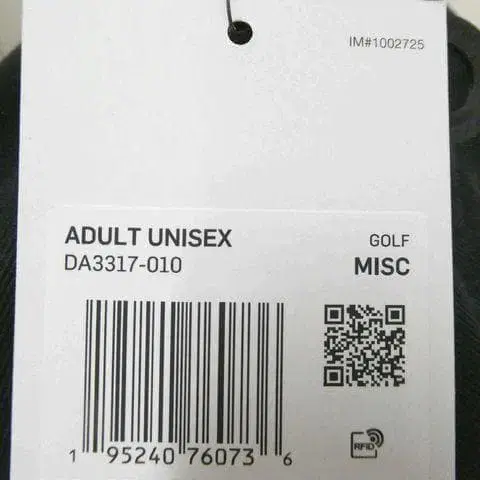 IM#1002725
ADULT UNISEX
GOLF
DA3317-010
MISC
1 95240 76073 6
RFID